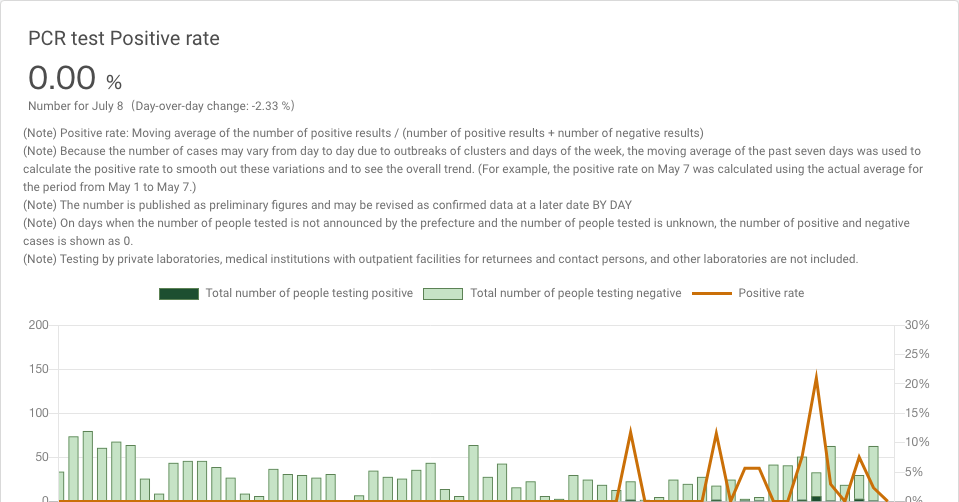 PCR test Positive rate
0.00 %
Number for July 8 (Day-over-day change: -2.33 %)
(Note) Positive rate: Moving average of the number of positive results / (number of positive results + number of negative results)
(Note) Because the number of cases may vary from day to day due to outbreaks of clusters and days of the week, the moving average of the past seven days was used to
calculate the positive rate to smooth out these variations and to see the overall trend. (For example, the positive rate on May 7 was calculated using the actual average for
the period from May 1 to May 7.)
(Note) The number is published as preliminary figures and may be revised as confirmed data at a later date BY DAY
(Note) On days when the number of people tested is not announced by the prefecture and the number of people tested is unknown, the number of positive and negative
cases is shown as 0.
(Note) Testing by private laboratories, medical institutions with outpatient facilities for returnees and contact persons, and other laboratories are not included.
Total number of people testing positive Total number of people testing negative Positive rate
200 30%
25%
150
20%
100 15%
10%
50
5%
0 0%